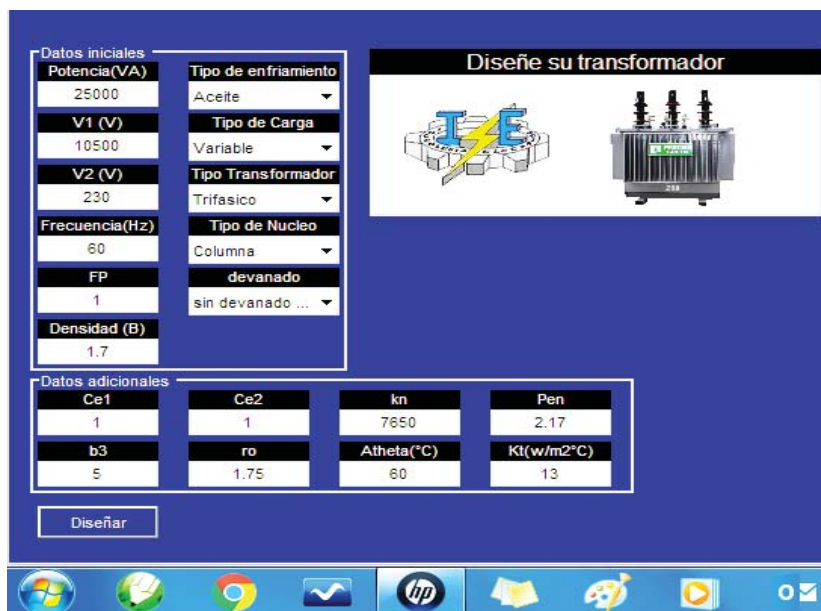 Datos iniciales
Potencia(VA)
25000
V1 (V)
10500
V2 (V)
230
Frecuencia(Hz)
60
FP
1
Densidad (B)
1.7
Tipo de enfriamiento
Aceite
Tipo de Carga
Variable
Tipo Transformador
Trifasico
Tipo de Nucleo
Columna
devanado
sin devanado ...
Diseñe su transformador
I E
250
Datos adicionales
Ce1
1
Ce2
1
kn
7650
Pen
2.17
b3
5
ro
1.75
Atheta(°C)
60
Kt(w/m2°C)
13
Diseñar
hp